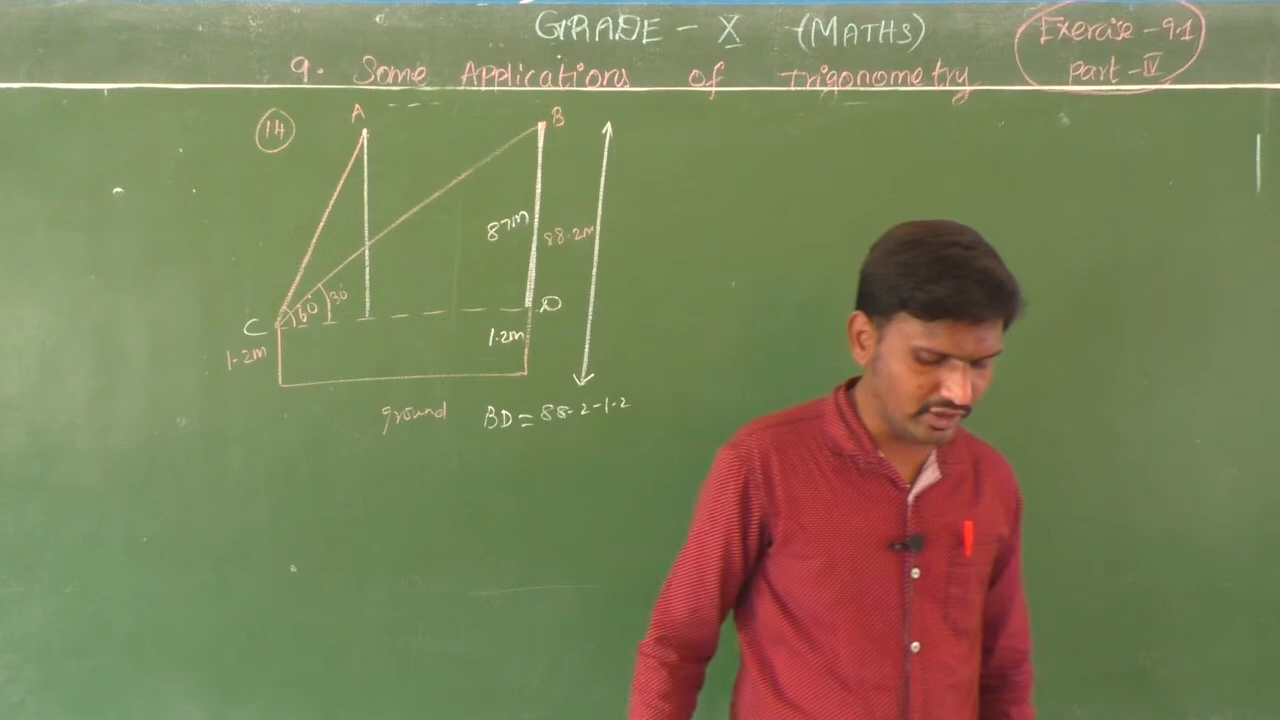 GRADE - X (MATHS)
Exercise - 9.1
part - IV
9. Some Applications of Trigonometry
14
A
B
87m
88.2m
60
30
C
D
1.2m
1.2m
ground
BD = 88.2-1.2